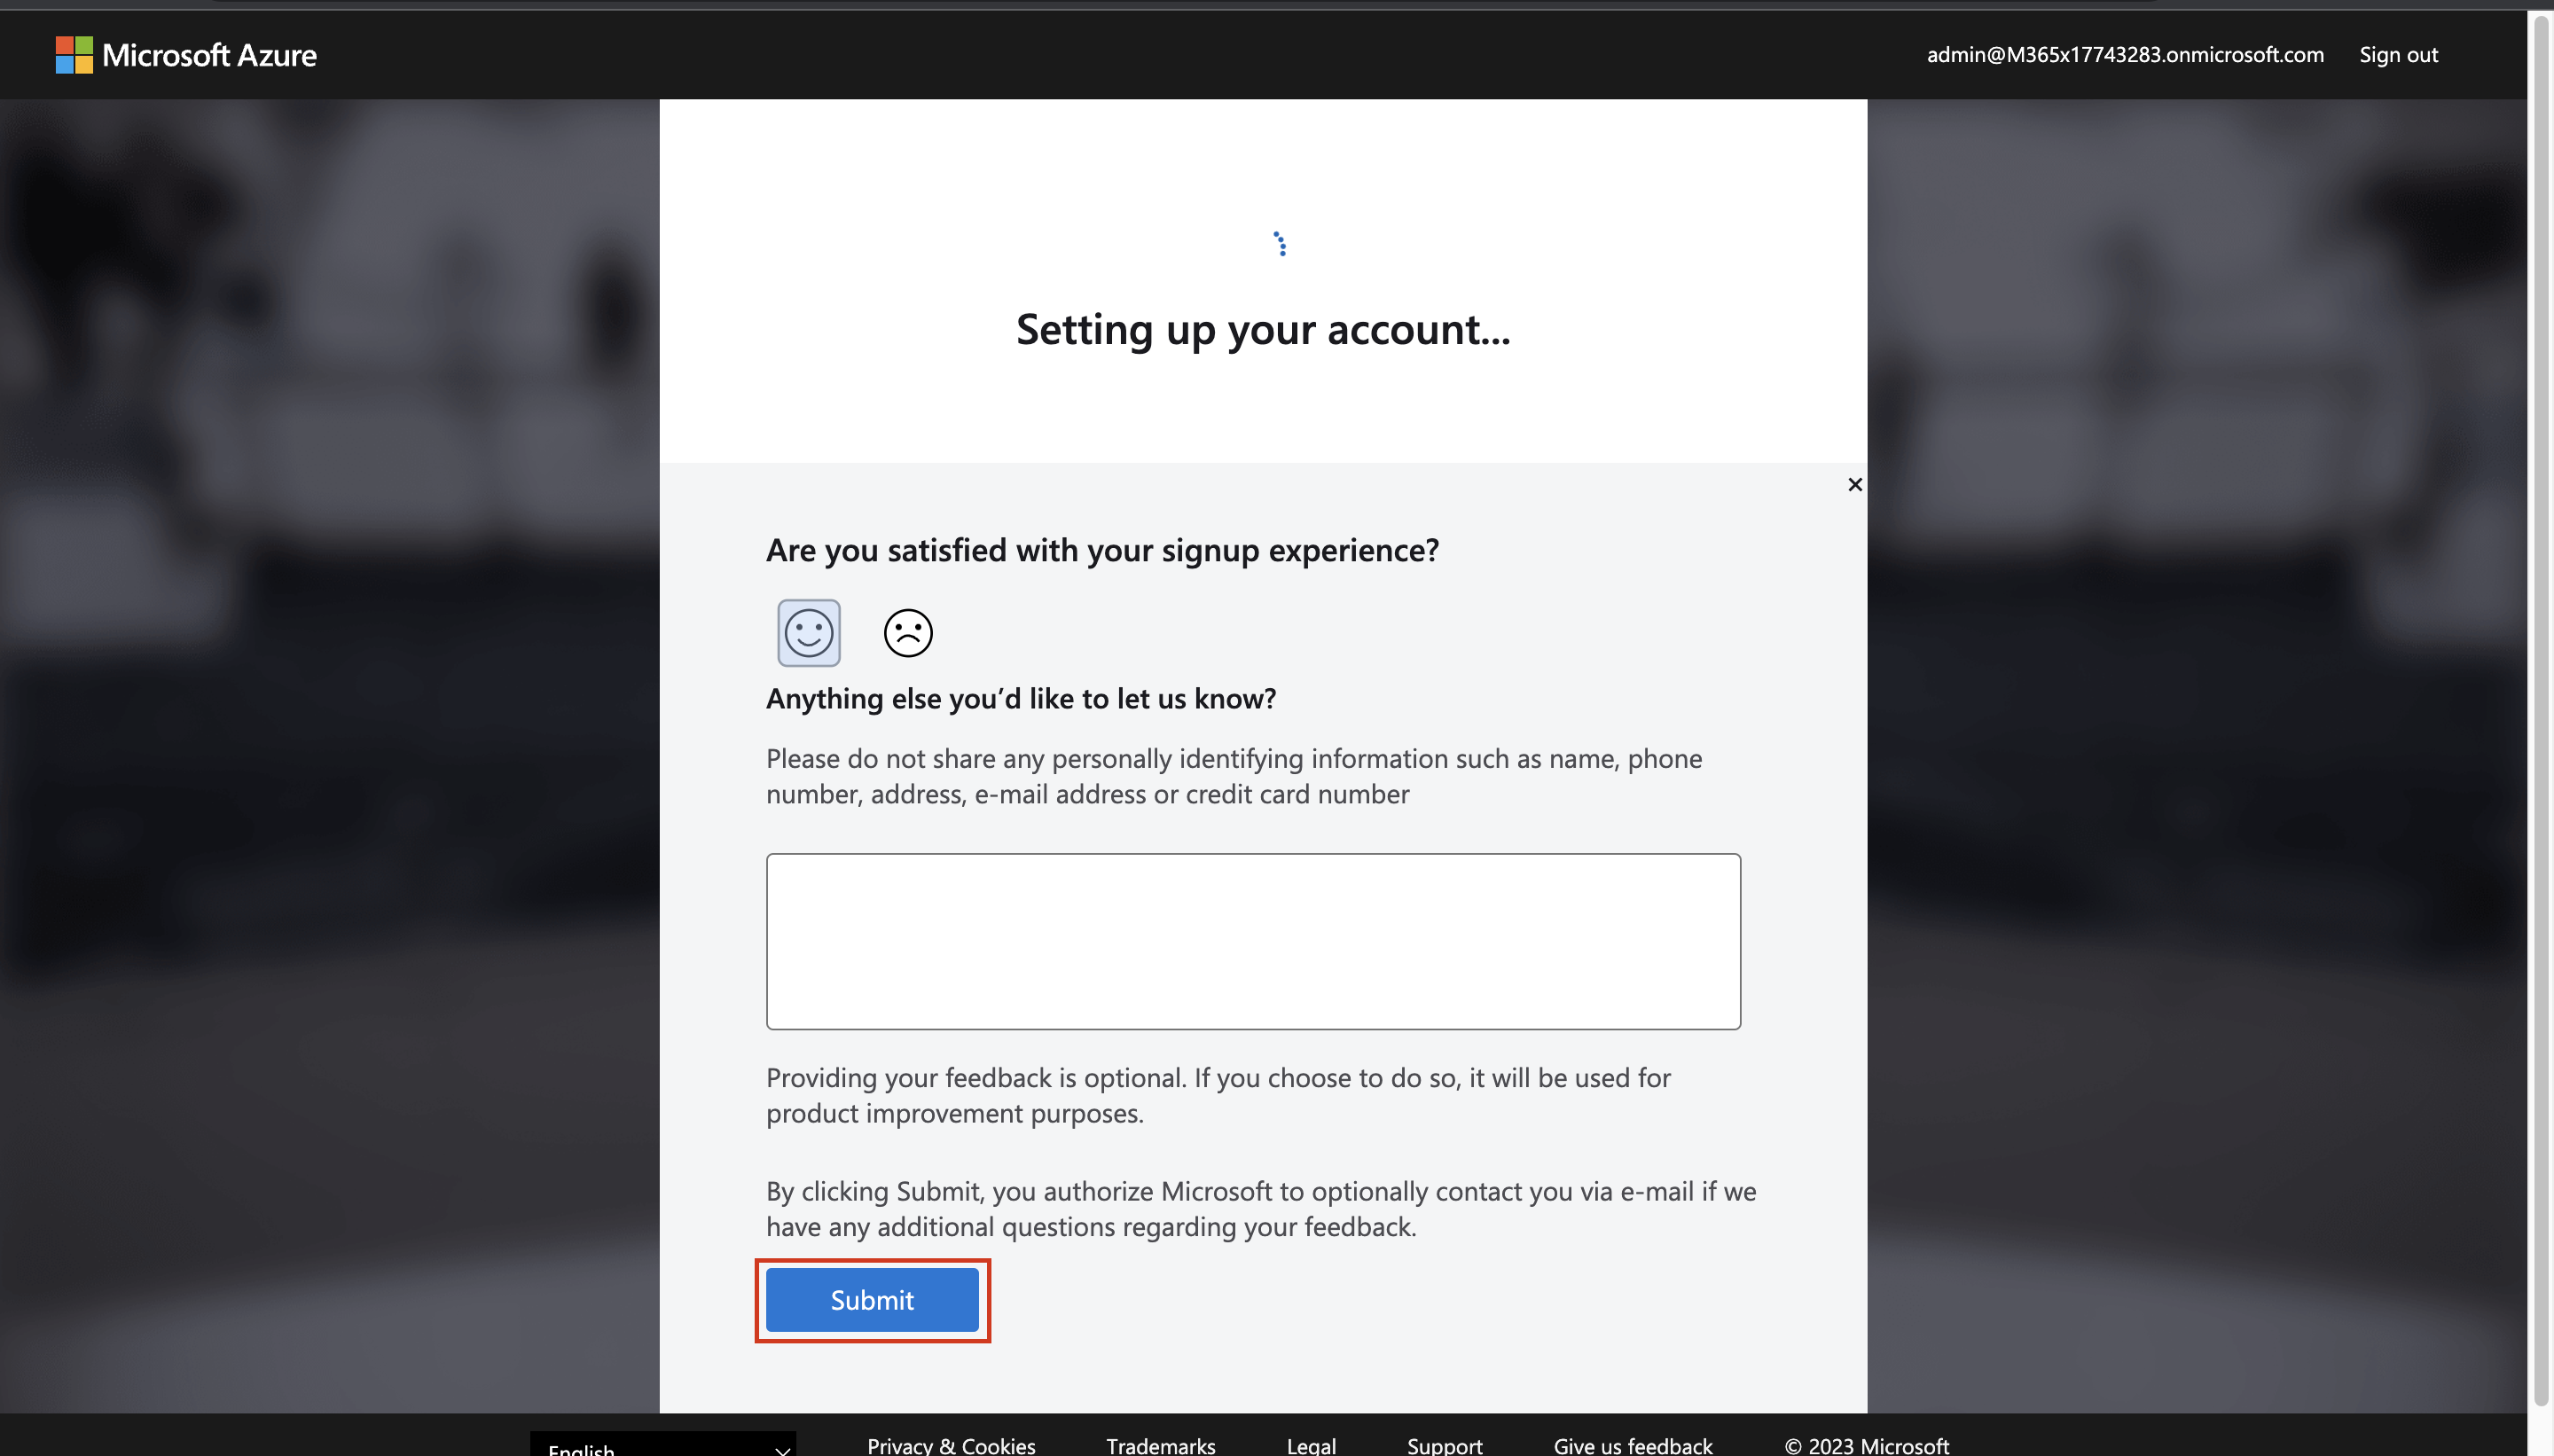 Microsoft Azure
admin@M365x17743283.onmicrosoft.com Sign out
Setting up your account...
Are you satisfied with your signup experience?
Anything else you’d like to let us know?
Please do not share any personally identifying information such as name, phone
number, address, e-mail address or credit card number
Providing your feedback is optional. If you choose to do so, it will be used for
product improvement purposes.
By clicking Submit, you authorize Microsoft to optionally contact you via e-mail if we
have any additional questions regarding your feedback.
Submit
English Privacy & Cookies Trademarks Legal Support Give us feedback © 2023 Microsoft